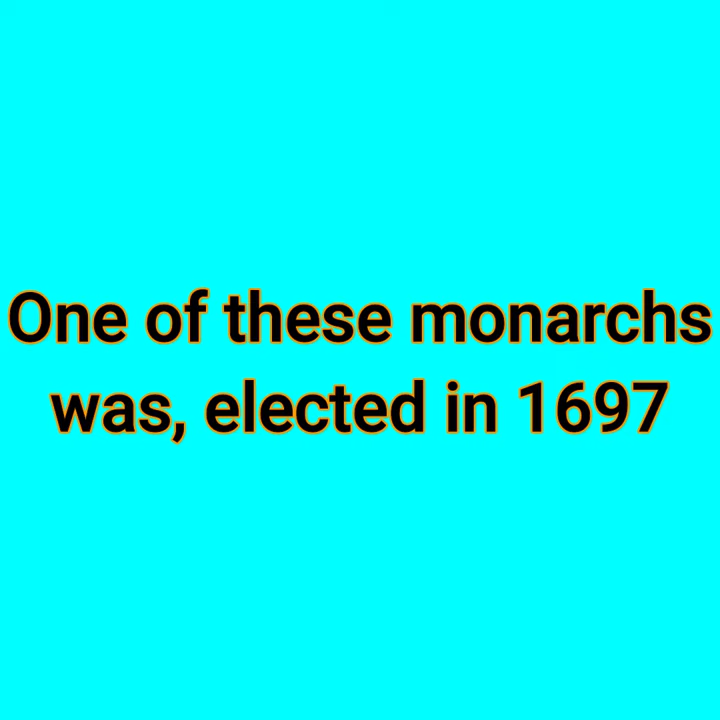 One of these monarchs
was, elected in 1697